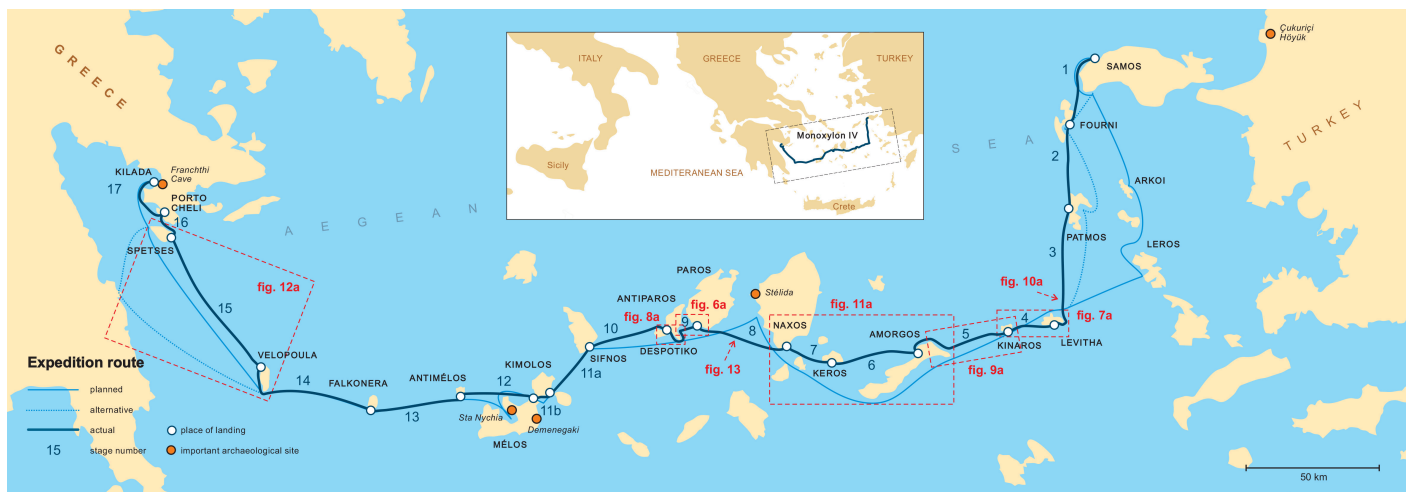 GREECE
ITALY
GREECE
TURKEY
Monoxylon IV
Sicily
MEDITERRANEAN SEA
Crete
Çukuriçi
Höyük
1
SAMOS
SEA
FOURNI
TURKEY
2
KILADA
Franchthi
Cave
17
PORTO
CHELI
16
SPETSES
AEGEAN
ARKOI
PATMOS
3
LEROS
fig. 12a
15
PAROS
Stélida
ANTIPAROS
fig. 6a
fig. 8a
9
fig. 11a
fig. 10a
fig. 7a
10
8
NAXOS
AMORGOS
5
4
DESPOTIKO
SIFNOS
7
KINAROS
LEVITHA
fig. 13
KEROS
6
fig. 9a
VELOPOULA
KIMOLOS
11a
14
FALKONERA
ANTIMÉLOS
12
13
Sta Nychia
11b
Demenegaki
MÉLOS
Expedition route
planned
alternative
actual
place of landing
15
stage number
important archaeological site
50 km